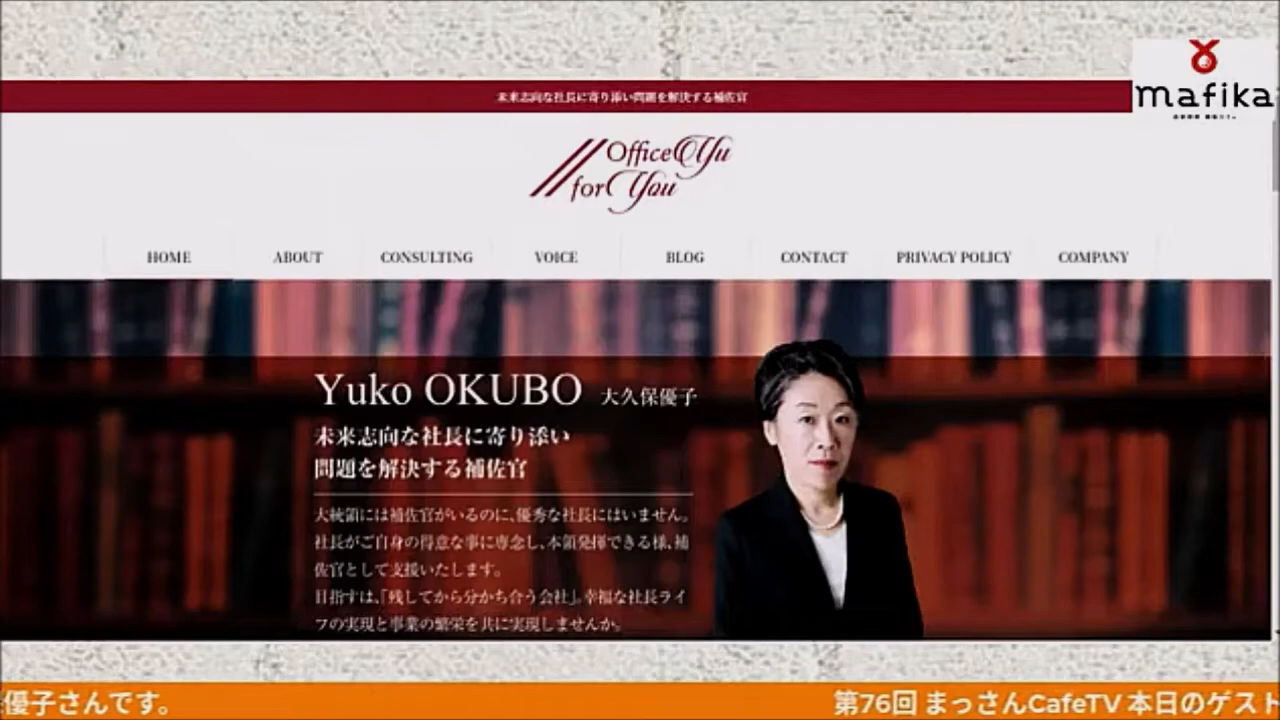 未来志向な社長に寄り添い問題を解決する補佐官
mafika
Office Yu
for You
HOME
ABOUT
CONSULTING
VOICE
BLOG
CONTACT
PRIVACY POLICY
COMPANY
Yuko OKUBO 大久保優子
未来志向な社長に寄り添い
問題を解決する補佐官
大統領には補佐官がいるのに、優秀な社長にはいません。
社長がご自身の得意な事に専念し、本領発揮できる様、補
佐官として支援いたします。
目指すは、「残してから分かち合う会社」。幸福な社長ライ
フの実現と事業の繁栄を共に実現しませんか。
優子さんです。
第76回 まっさんCafeTV 本日のゲスト